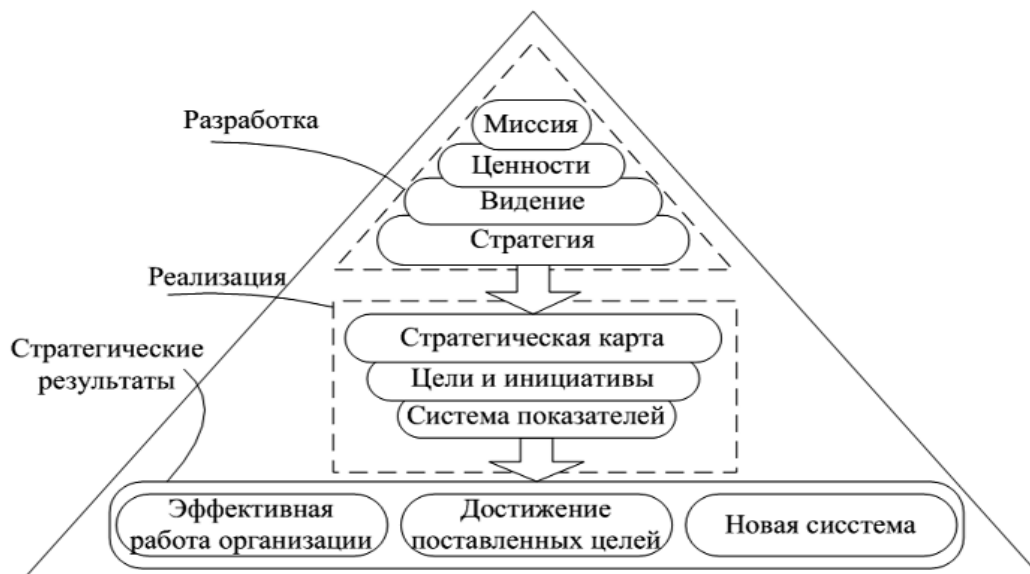 Миссия
Разработка
Ценности
Видение
Стратегия
Реализация
Стратегическая карта
Стратегические
результаты
Цели и инициативы
Система показателей
Эффективная
работа организации
Достижение
поставленных целей
Новая сисстема